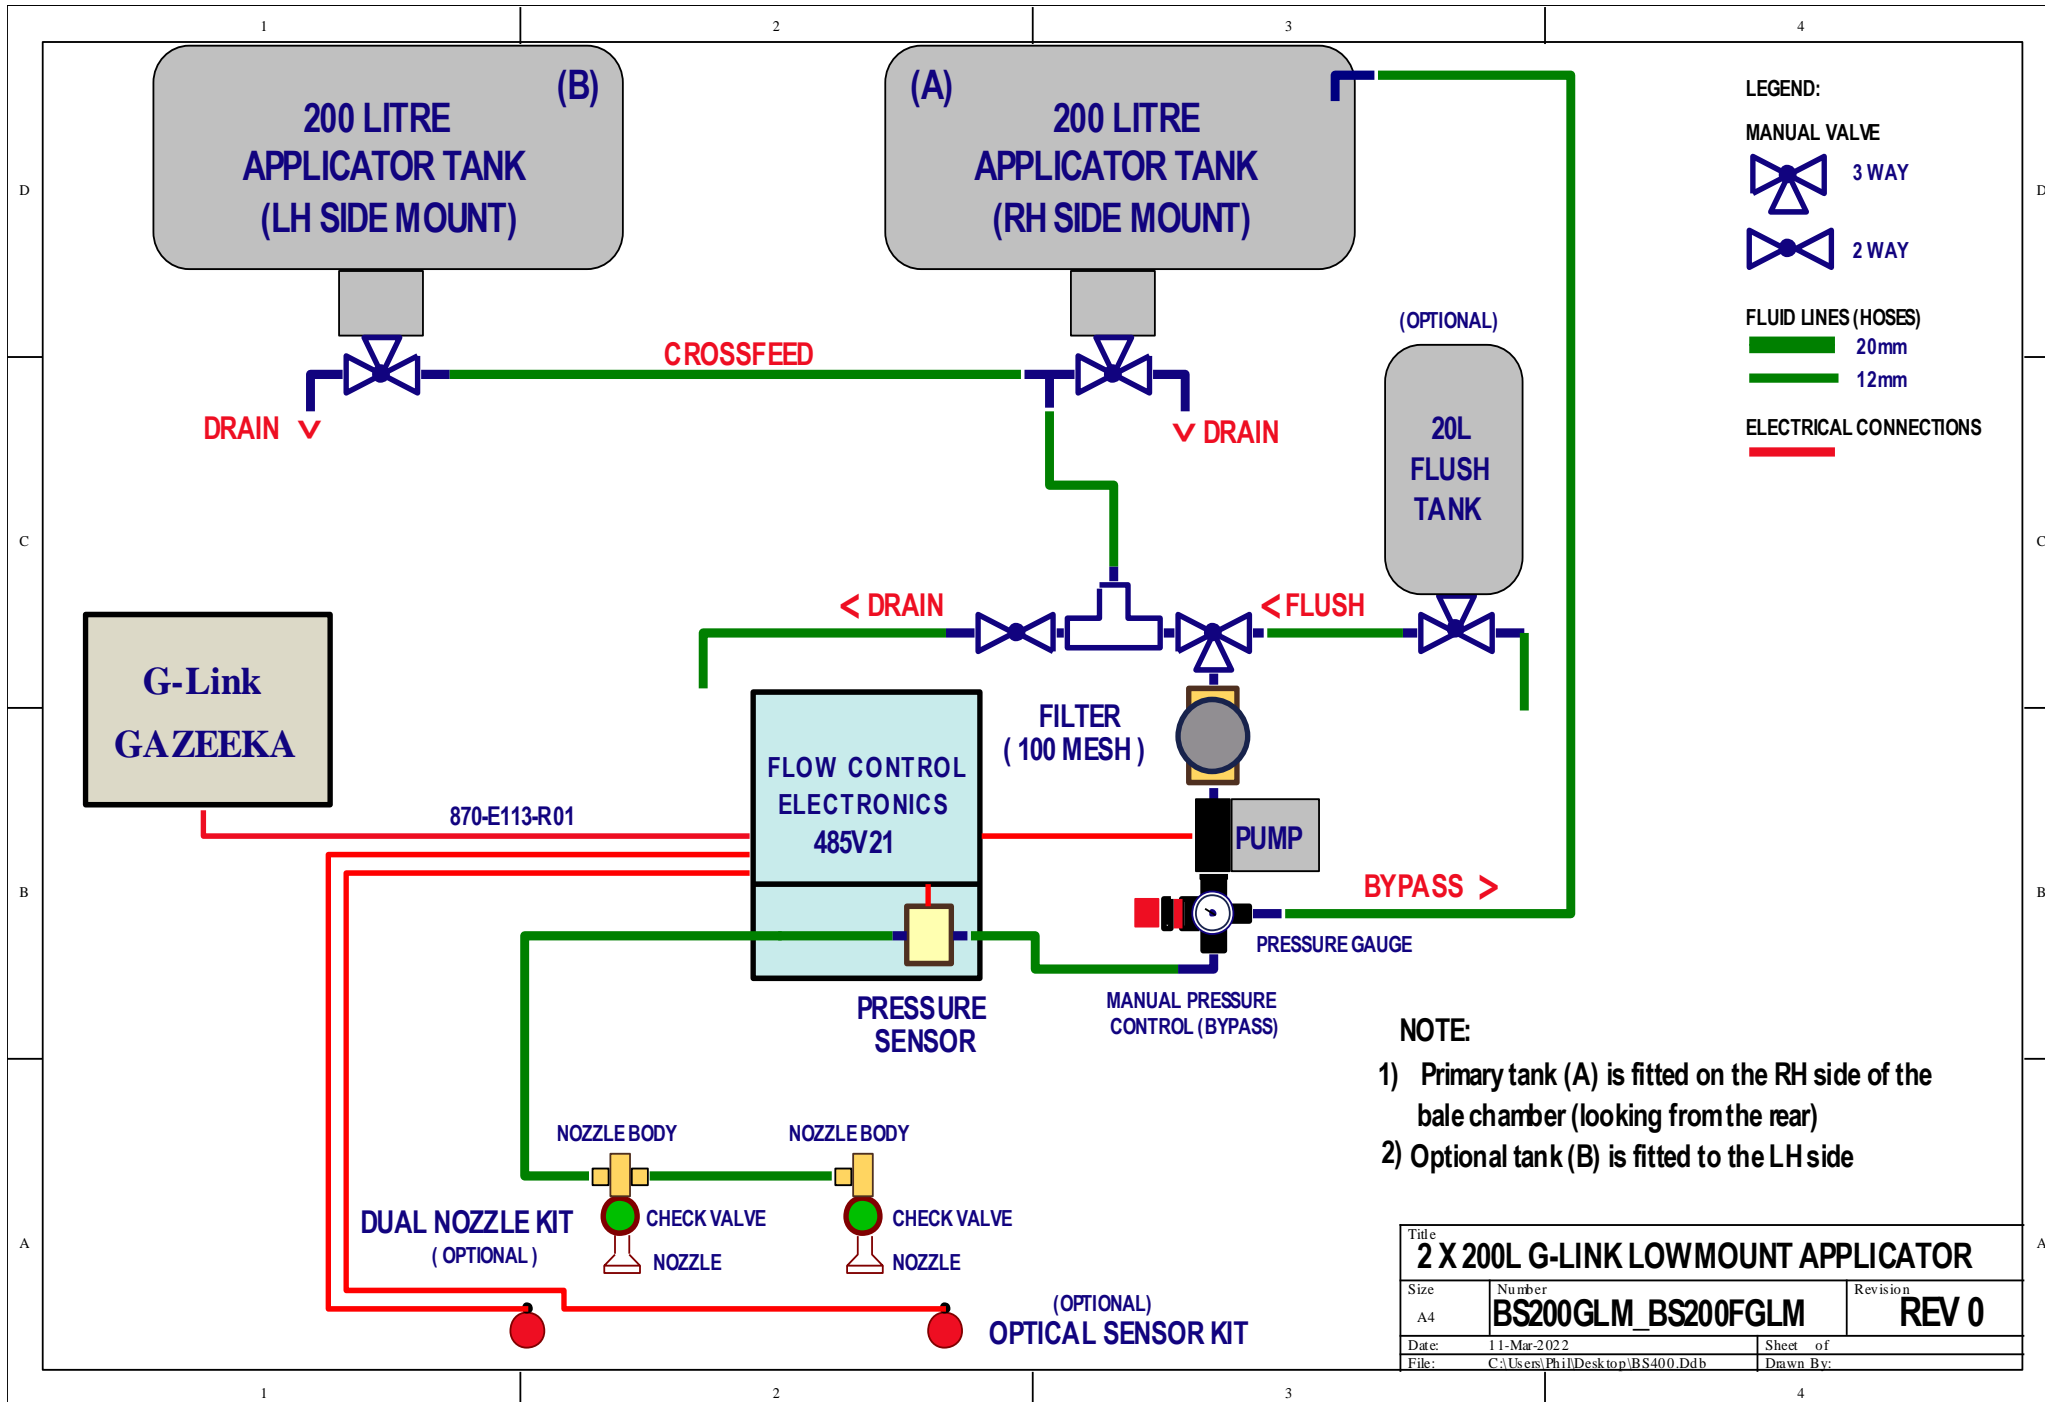 1 2 3 4
(B)
200 LITRE
APPLICATOR TANK
(LH SIDE MOUNT)
(A)
200 LITRE
APPLICATOR TANK
(RH SIDE MOUNT)
LEGEND:
MANUAL VALVE
3 WAY
2 WAY
FLUID LINES (HOSES)
20mm
12mm
ELECTRICAL CONNECTIONS
D D
CROSSFEED
DRAIN
DRAIN
(OPTIONAL)
20L
FLUSH
TANK
C C
< DRAIN
< FLUSH
G-Link
GAZEEKA
FILTER
( 100 MESH )
FLOW CONTROL
ELECTRONICS
485V21
870-E113-R01
PUMP
B B
BYPASS >
PRESSURE GAUGE
MANUAL PRESSURE
CONTROL (BYPASS)
PRESSURE
SENSOR
NOTE:
1) Primary tank (A) is fitted on the RH side of the
bale chamber (looking from the rear)
2) Optional tank (B) is fitted to the LH side
NOZZLE BODY NOZZLE BODY
DUAL NOZZLE KIT
( OPTIONAL )
CHECK VALVE CHECK VALVE
NOZZLE NOZZLE
A A
(OPTIONAL)
OPTICAL SENSOR KIT
Title
2 X 200L G-LINK LOWMOUNT APPLICATOR
Size Number Revision
A4 BS200GLM_BS200FGLM REV 0
Date: 11-Mar-2022 Sheet of
File: C:\Users\Phil\Desktop\BS400.Ddb Drawn By:
1 2 3 4